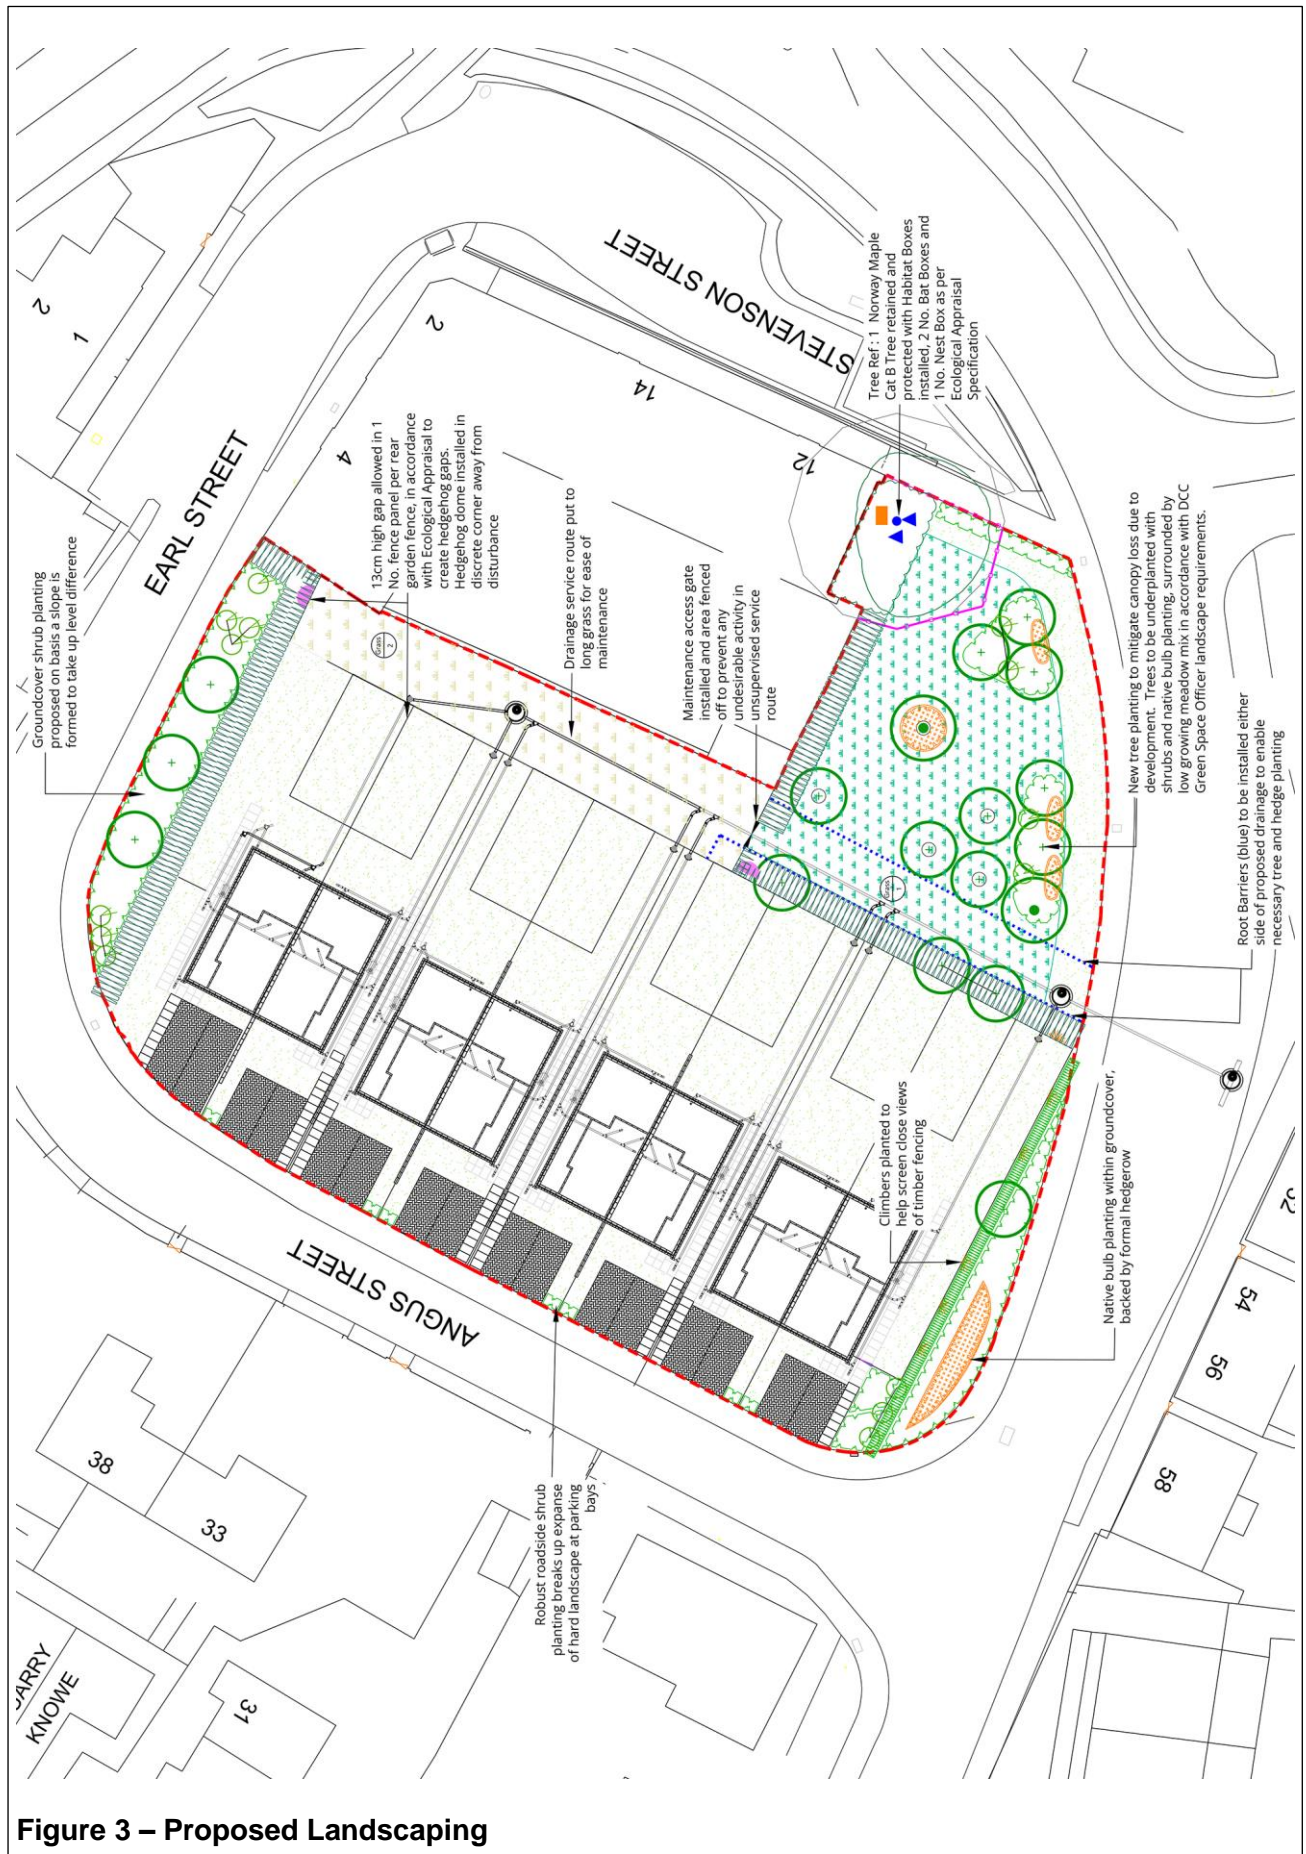 Groundcover shrub planting
proposed on basis a slope is
formed to take up level difference
EARL STREET
2
1
13cm high gap allowed in 1
No. fence panel per rear
garden fence, in accordance
with Ecological Appraisal to
create hedgehog gaps.
Hedgehog dome installed in
discrete corner away from
disturbance
4
2
14
12
STEVENSON STREET
Drainage service route put to
long grass for ease of
maintenance
Maintenance access gate
installed and area fenced
off to prevent any
undesirable activity in
unsupervised service
route
Tree Ref : 1 Norway Maple
Cat B Tree retained and
protected with Habitat Boxes
installed, 2 No. Bat Boxes and
1 No. Nest Box as per
Ecological Appraisal
Specification
Grass
2
Grass
1
New tree planting to mitigate canopy loss due to
development. Trees to be underplanted with
shrubs and native bulb planting, surrounded by
low growing meadow mix in accordance with DCC
Green Space Officer landscape requirements.
Root Barriers (blue) to be installed either
side of proposed drainage to enable
necessary tree and hedge planting
Climbers planted to
help screen close views
of timber fencing
Native bulb planting within groundcover,
backed by formal hedgerow
ANGUS STREET
Robust roadside shrub
planting breaks up expanse
of hard landscape at parking
bays
38
33
31
ARRY
KNOWE
52
54
56
58
Figure 3 – Proposed Landscaping